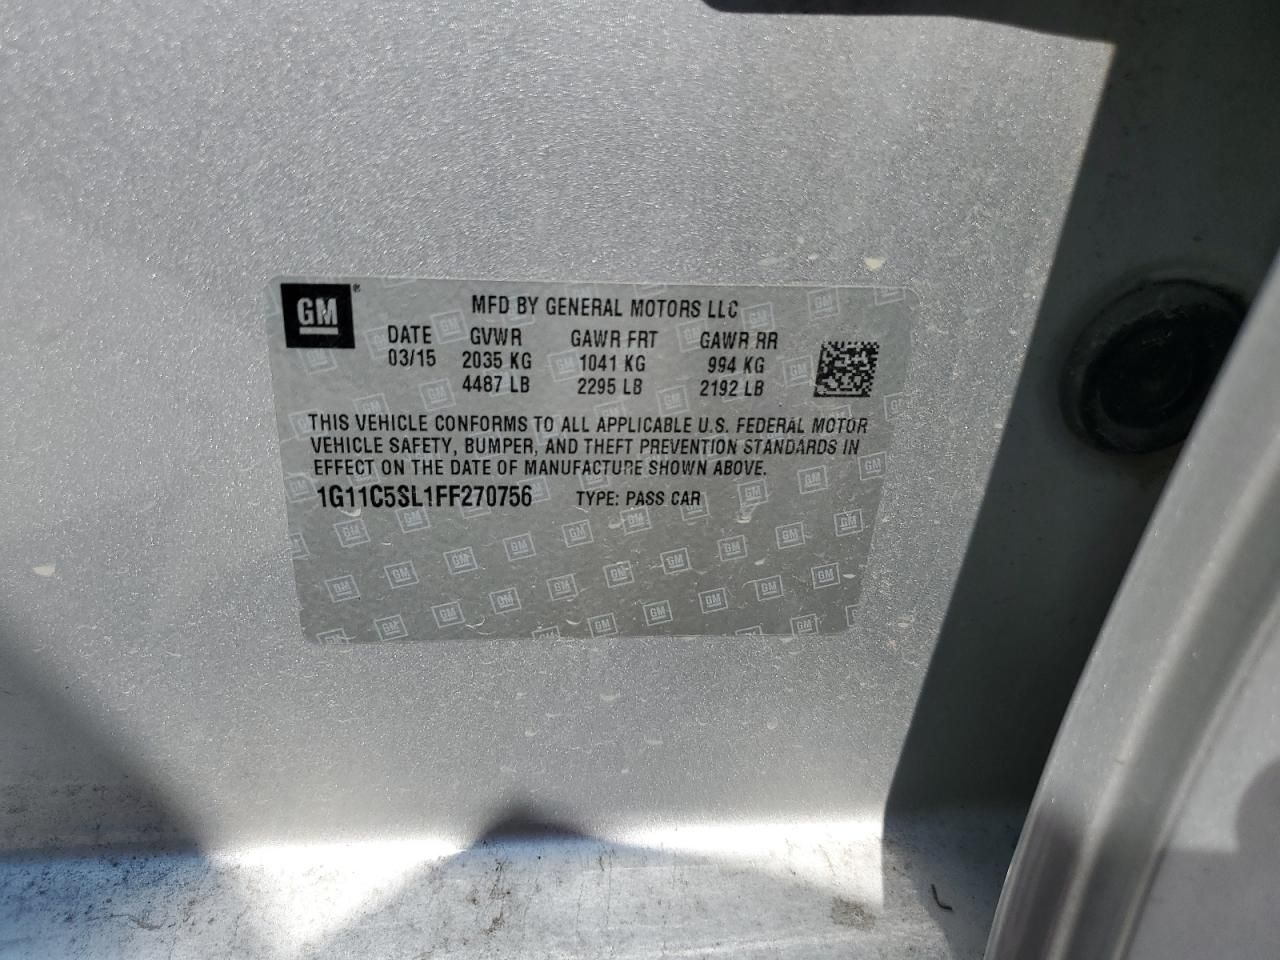 GM®
MFD BY GENERAL MOTORS LLC
DATE GVWR GAWR FRT GAWR RR
03/15 2035 KG 1041 KG 994 KG
4487 LB 2295 LB 2192 LB
THIS VEHICLE CONFORMS TO ALL APPLICABLE U.S. FEDERAL MOTOR
VEHICLE SAFETY, BUMPER, AND THEFT PREVENTION STANDARDS IN
EFFECT ON THE DATE OF MANUFACTURE SHOWN ABOVE.
1G11C5SL1FF270756 TYPE: PASS CAR